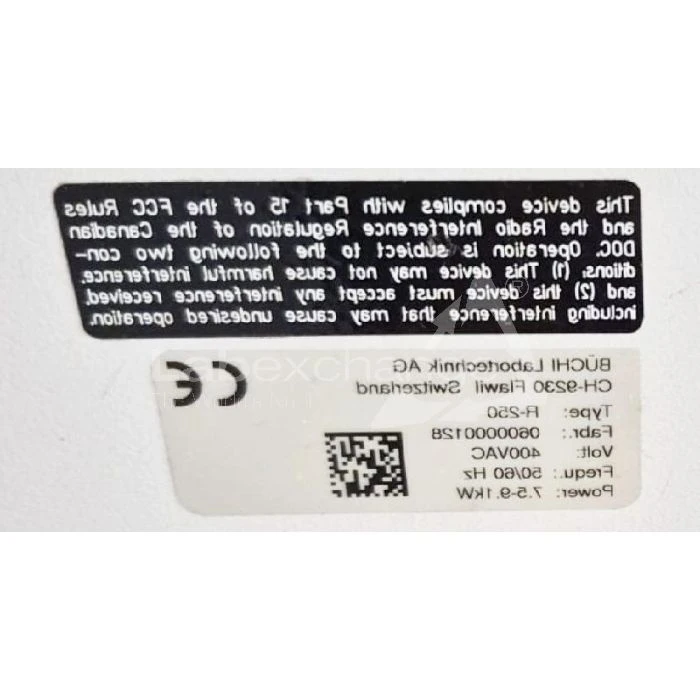 This device complies with Part 15 of the FCC Rules
and the Radio Interference Regulation of the Canadian
DOC. Operation is subject to the following two con-
ditions: (1) This device may not cause harmful interference,
and (2) this device must accept any interference received,
including interference that may cause undesired operation.
BÜCHI Labortechnik AG
CH-9230 Flawil Switzerland
Type: R-250
Fabr.: 0600000128
Volt: 400VAC
Frequ.: 50/60 Hz
Power: 7.5-9.1KW
CE
Labexchange